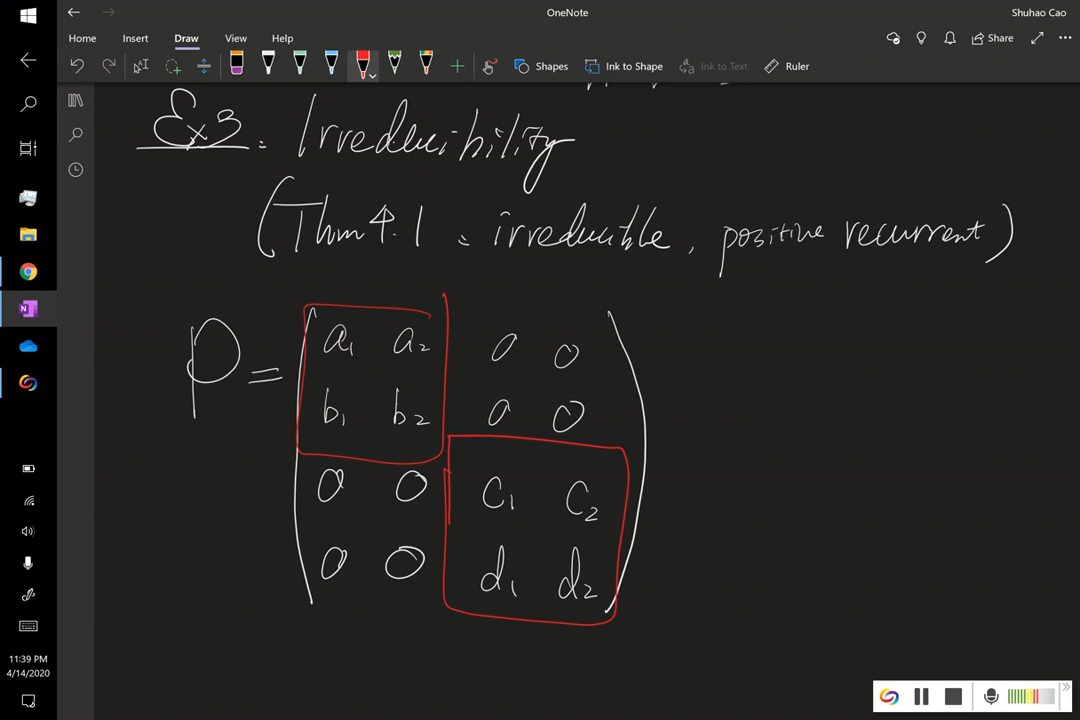 OneNote
Shuhao Cao
Home Insert Draw View Help
Share
Shapes Ink to Shape Ink to Text Ruler
Ex3: Irreducibility
(Thm 4.1: irreducible, positive recurrent)
P = ( a₁ a₂ 0 0
b₁ b₂ 0 0
0 0 c₁ c₂
0 0 d₁ d₂ )
11:39 PM
4/14/2020